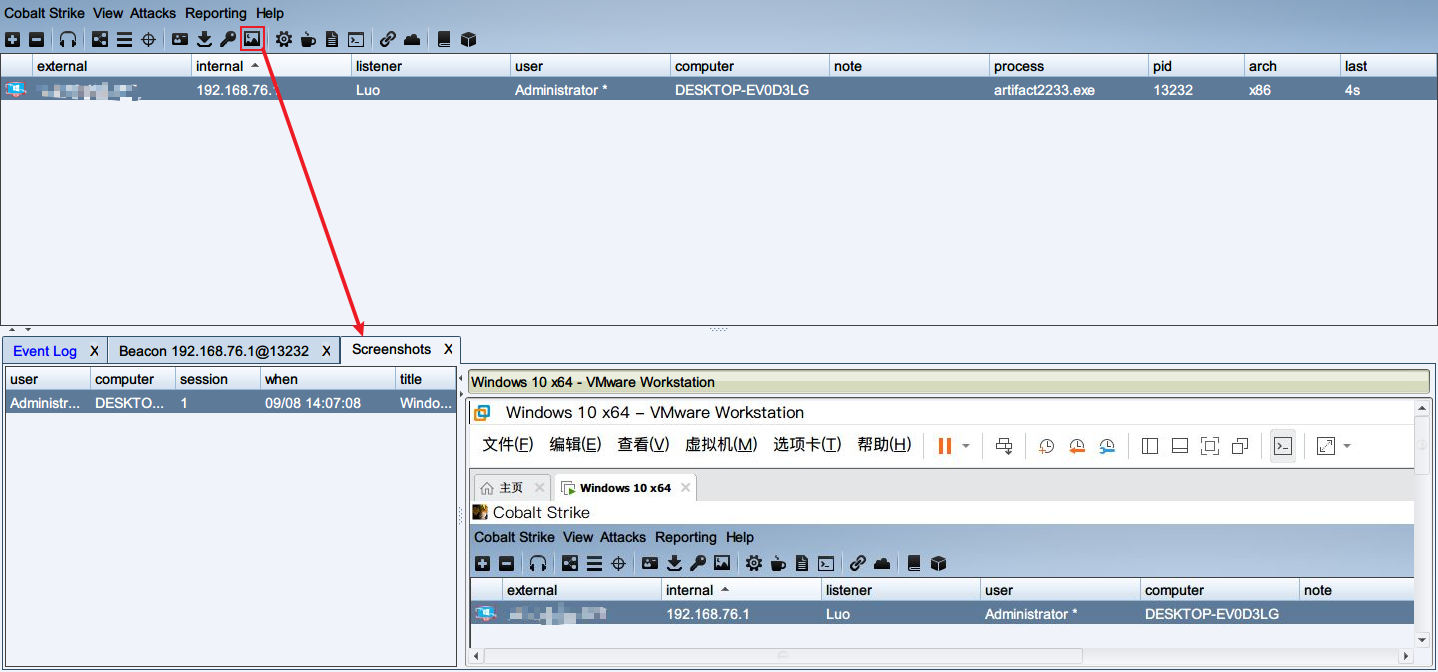 Cobalt Strike View Attacks Reporting Help
external internal listener user computer note process pid arch last
192.168.76.1 Luo Administrator * DESKTOP-EV0D3LG artifact2233.exe 13232 x86 4s
Event Log X Beacon 192.168.76.1@13232 X Screenshots X
user computer session when title
Administr... DESKTO... 1 09/08 14:07:08 Windo...
Windows 10 x64 - VMware Workstation
Windows 10 x64 - VMware Workstation
文件(F) 编辑(E) 查看(V) 虚拟机(M) 选项卡(T) 帮助(H)
主页 Windows 10 x64
Cobalt Strike
Cobalt Strike View Attacks Reporting Help
external internal listener user computer note
192.168.76.1 Luo Administrator * DESKTOP-EV0D3LG